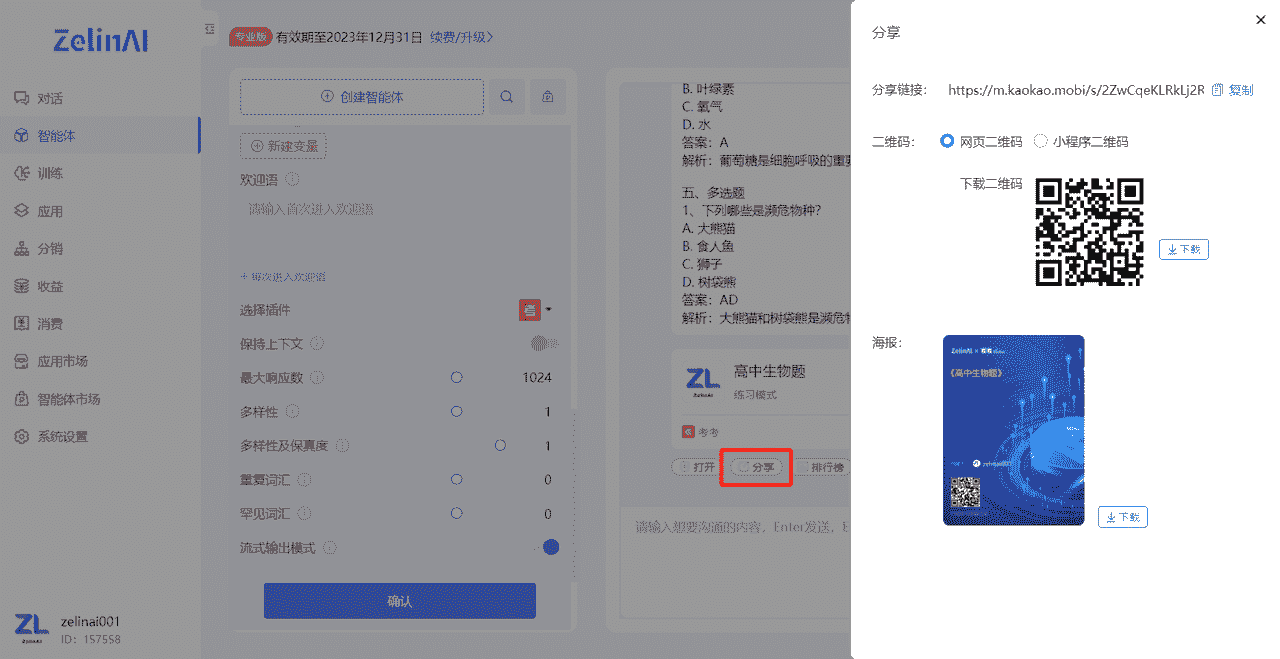 ZelinAI
对话
智能体
训练
应用
分销
收益
消费
应用市场
智能体市场
系统设置
ZL
zelinai001
ID: 157558
专业版 有效期至2023年12月31日 续费/升级
创建智能体
新建变量
欢迎语
请输入首次进入欢迎语
+ 每次进入欢迎语
选择插件
保持上下文
最大响应数 1024
多样性 1
多样性及保真度 1
重复词汇 0
罕见词汇 0
流式输出模式
确认
B. 叶绿素
C. 氧气
D. 水
答案：A
解析：葡萄糖是细胞呼吸的重要
五、多选题
1、下列哪些是濒危物种？
A. 大熊猫
B. 食人鱼
C. 狮子
D. 树袋熊
答案：AD
解析：大熊猫和树袋熊是濒危物
ZL
高中生物题
练习模式
考考
打开 分享 排行榜
请输入想要沟通的内容，Enter发送，
分享
分享链接： https://m.kaokao.mobi/s/2ZwCqeKLRkLj2R 复制
二维码： 网页二维码 小程序二维码
下载二维码
下载
海报：
ZelinAI
《高中生物题》
下载